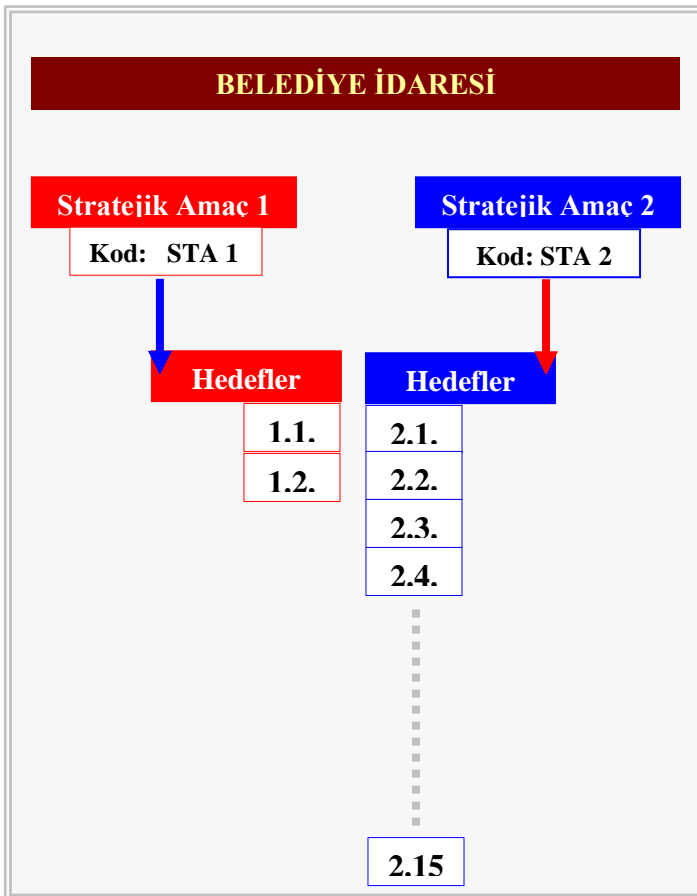 BELEDİYE İDARESİ
Stratejik Amaç 1
Kod: STA 1
Hedefler
1.1.
1.2.
Stratejik Amaç 2
Kod: STA 2
Hedefler
2.1.
2.2.
2.3.
2.4.
2.15